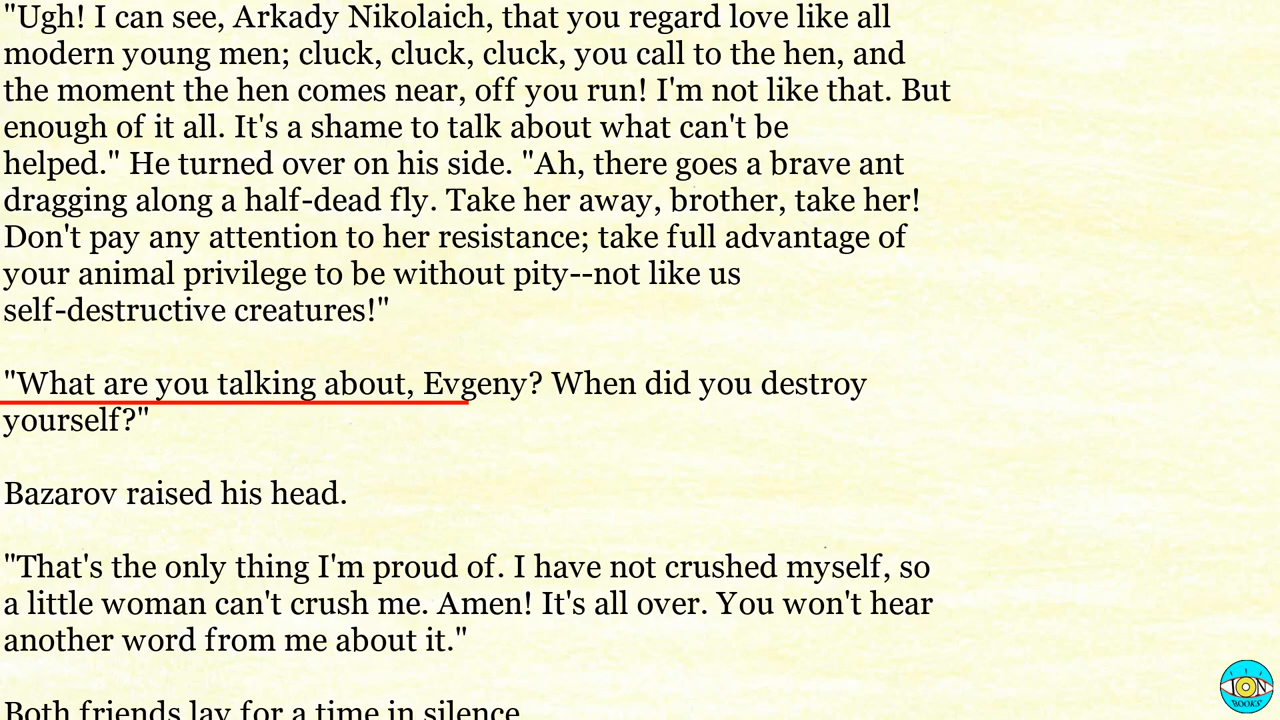 "Ugh! I can see, Arkady Nikolaich, that you regard love like all
modern young men; cluck, cluck, cluck, you call to the hen, and
the moment the hen comes near, off you run! I'm not like that. But
enough of it all. It's a shame to talk about what can't be
helped." He turned over on his side. "Ah, there goes a brave ant
dragging along a half-dead fly. Take her away, brother, take her!
Don't pay any attention to her resistance; take full advantage of
your animal privilege to be without pity--not like us
self-destructive creatures!"
"What are you talking about, Evgeny? When did you destroy
yourself?"
Bazarov raised his head.
"That's the only thing I'm proud of. I have not crushed myself, so
a little woman can't crush me. Amen! It's all over. You won't hear
another word from me about it."
Both friends lay for a time in silence
ION
BOOKS